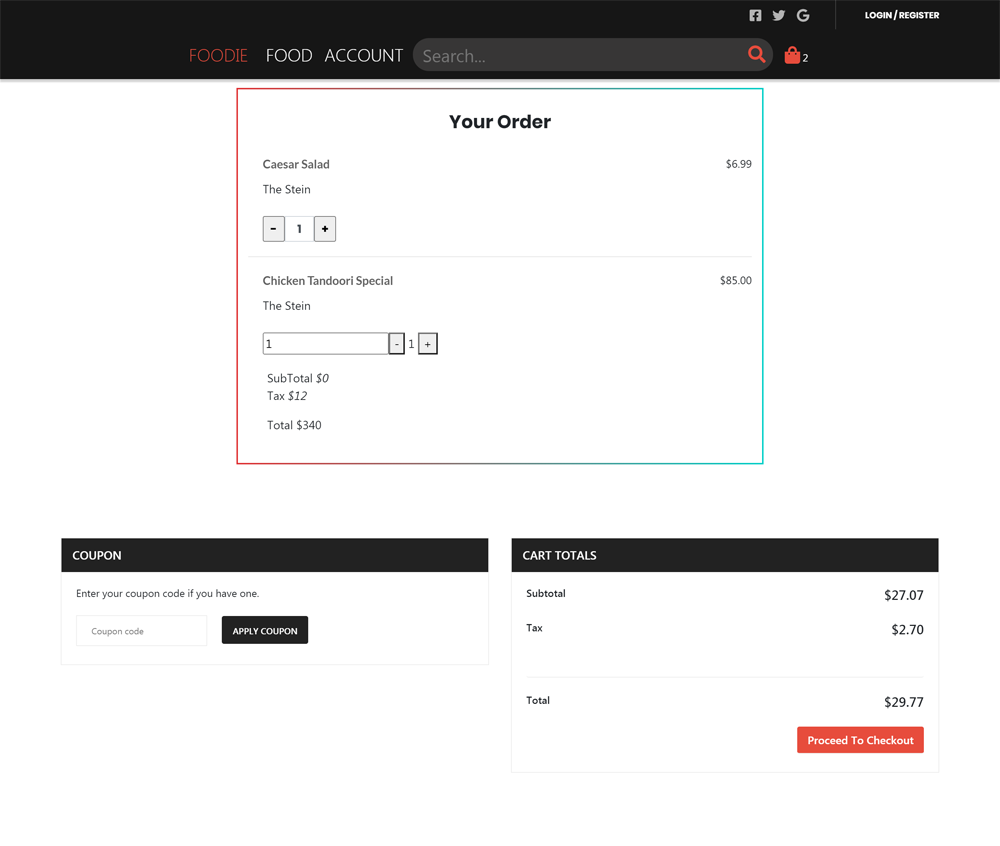 LOGIN / REGISTER
FOODIE FOOD ACCOUNT Search... 2
Your Order
Caesar Salad $6.99
The Stein
- 1 +
Chicken Tandoori Special $85.00
The Stein
1 - 1 +
SubTotal $0
Tax $12
Total $340
COUPON
Enter your coupon code if you have one.
Coupon code APPLY COUPON
CART TOTALS
Subtotal $27.07
Tax $2.70
Total $29.77
Proceed To Checkout